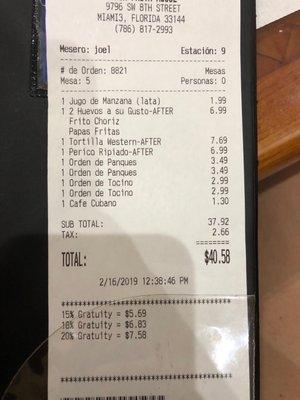 9796 SW 8TH STREET
MIAMI3, FLORIDA 33144
(786) 817-2993
Mesero: joel Estación: 9
# de Orden: 8821 Mesas
Mesa: 5 Personas: 0
1 Jugo de Manzana (lata) 1.99
1 2 Huevos a su Gusto-AFTER 6.99
Frito Choriz
Papas Fritas
1 Tortilla Western-AFTER 7.69
1 Perico Ripiado-AFTER 6.99
1 Orden de Panques 3.49
1 Orden de Panques 3.49
1 Orden de Tocino 2.99
1 Orden de Tocino 2.99
1 Cafe Cubano 1.30
SUB TOTAL: 37.92
TAX: 2.66
========
TOTAL: $40.58
2/16/2019 12:38:46 PM
15% Gratuity = $5.69
18% Gratuity = $6.83
20% Gratuity = $7.58